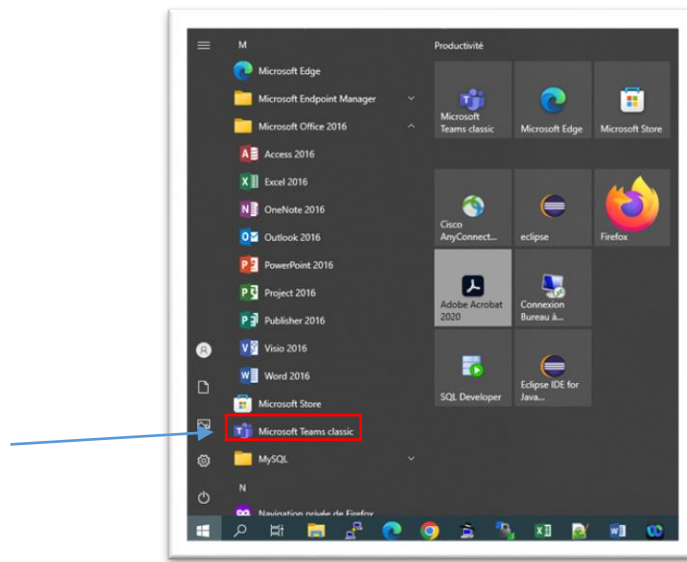 M
Microsoft Edge
Microsoft Endpoint Manager
Microsoft Office 2016
Access 2016
Excel 2016
OneNote 2016
Outlook 2016
PowerPoint 2016
Project 2016
Publisher 2016
Visio 2016
Word 2016
Microsoft Store
Microsoft Teams classic
MySQL
N
Navigation privée de Firefox
Productivité
Microsoft
Teams classic
Microsoft Edge
Microsoft Store
Cisco
AnyConnect...
eclipse
Firefox
Adobe Acrobat
2020
Connexion
Bureau à...
SQL Developer
Eclipse IDE for
Java...